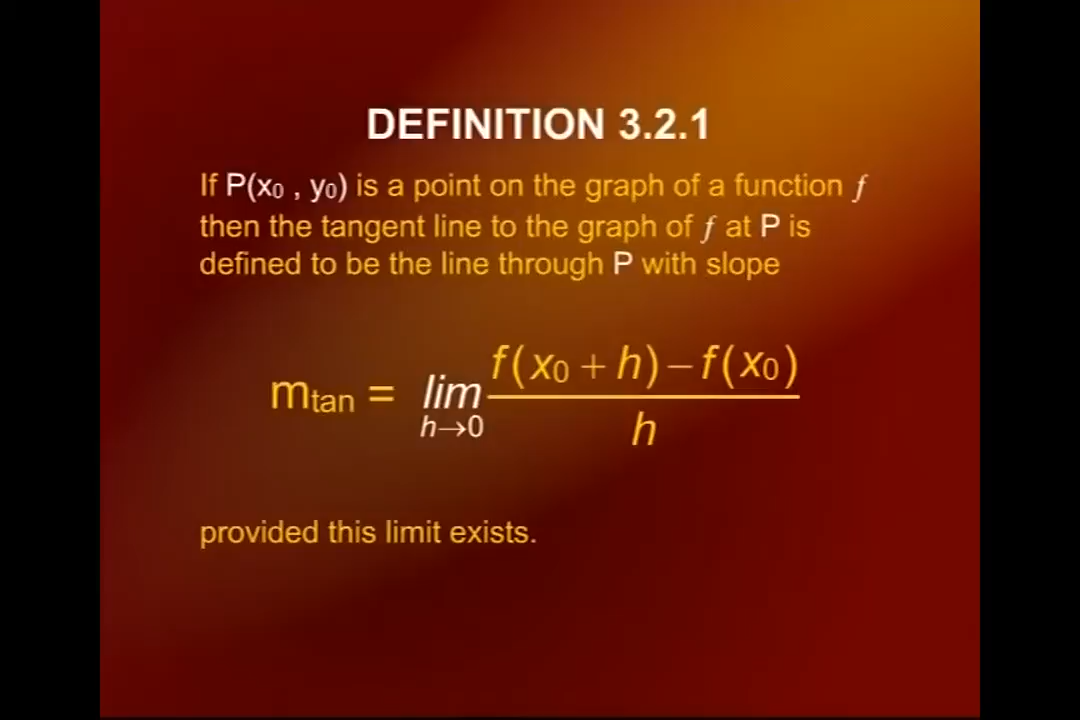 DEFINITION 3.2.1
If P(x₀ , y₀) is a point on the graph of a function f
then the tangent line to the graph of f at P is
defined to be the line through P with slope
mₜₐₙ = lim h→0 f(x₀ + h) − f(x₀) / h
provided this limit exists.